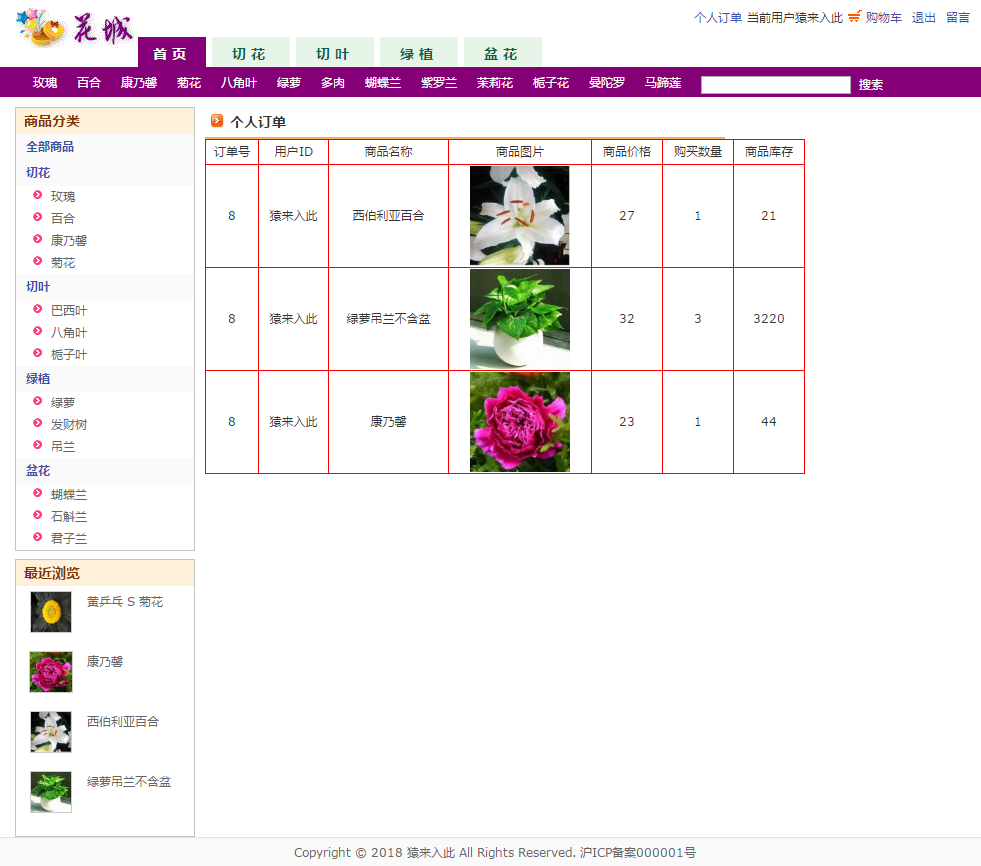 花城
个人订单 当前用户猿来入此 购物车 退出 留言
首页 切花 切叶 绿植 盆花
玫瑰 百合 康乃馨 菊花 八角叶 绿萝 多肉 蝴蝶兰 紫罗兰 茉莉花 栀子花 曼陀罗 马蹄莲 搜索
商品分类
全部商品
切花
玫瑰
百合
康乃馨
菊花
切叶
巴西叶
八角叶
栀子叶
绿植
绿萝
发财树
吊兰
盆花
蝴蝶兰
石斛兰
君子兰
最近浏览
黄乒乓 S 菊花
康乃馨
西伯利亚百合
绿萝吊兰不含盆
个人订单
订单号 用户ID 商品名称 商品图片 商品价格 购买数量 商品库存
8 猿来入此 西伯利亚百合 27 1 21
8 猿来入此 绿萝吊兰不含盆 32 3 3220
8 猿来入此 康乃馨 23 1 44
Copyright © 2018 猿来入此 All Rights Reserved. 沪ICP备案000001号